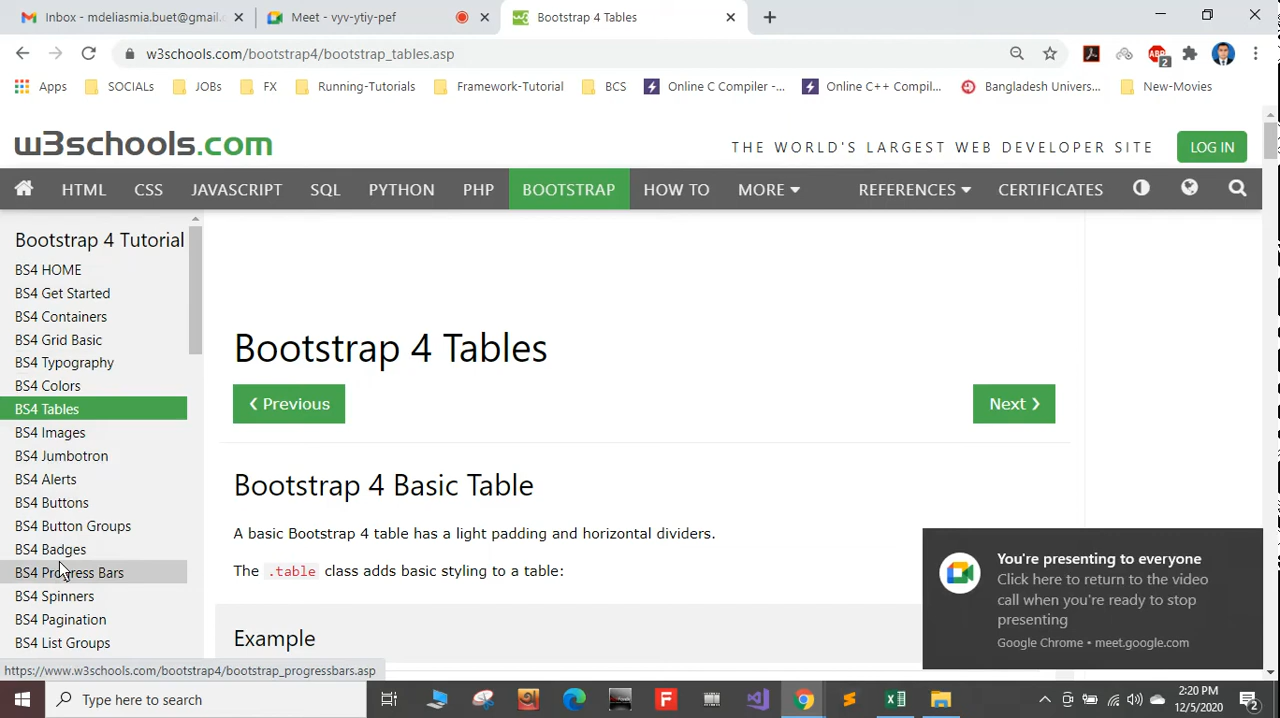 Inbox - mdeliasmia.buet@gmail.
Meet - vyv-ytiy-pef
Bootstrap 4 Tables
w3schools.com/bootstrap4/bootstrap_tables.asp
ABP
2
Apps
SOCIALs
JOBs
FX
Running-Tutorials
Framework-Tutorial
BCS
Online C Compiler -...
Online C++ Compil...
Bangladesh Univers...
New-Movies
w3schools.com
THE WORLD'S LARGEST WEB DEVELOPER SITE
LOG IN
HTML
CSS
JAVASCRIPT
SQL
PYTHON
PHP
BOOTSTRAP
HOW TO
MORE
REFERENCES
CERTIFICATES
Bootstrap 4 Tutorial
BS4 HOME
BS4 Get Started
BS4 Containers
BS4 Grid Basic
BS4 Typography
BS4 Colors
BS4 Tables
BS4 Images
BS4 Jumbotron
BS4 Alerts
BS4 Buttons
BS4 Button Groups
BS4 Badges
BS4 Progress Bars
BS4 Spinners
BS4 Pagination
BS4 List Groups
Bootstrap 4 Tables
❮ Previous
Next ❯
Bootstrap 4 Basic Table
A basic Bootstrap 4 table has a light padding and horizontal dividers.
The .table class adds basic styling to a table:
Example
You're presenting to everyone
Click here to return to the video
call when you're ready to stop
presenting
Google Chrome • meet.google.com
https://www.w3schools.com/bootstrap4/bootstrap_progressbars.asp
Type here to search
2:20 PM
12/5/2020
2